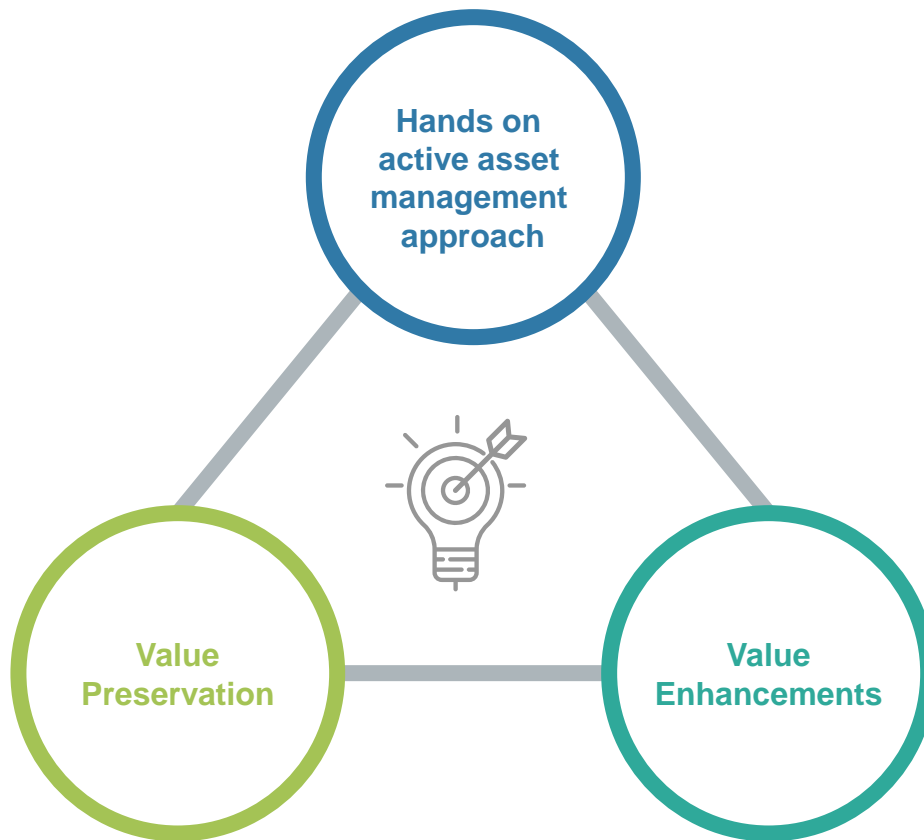 Hands on
active asset
management
approach
Value
Preservation
Value
Enhancements